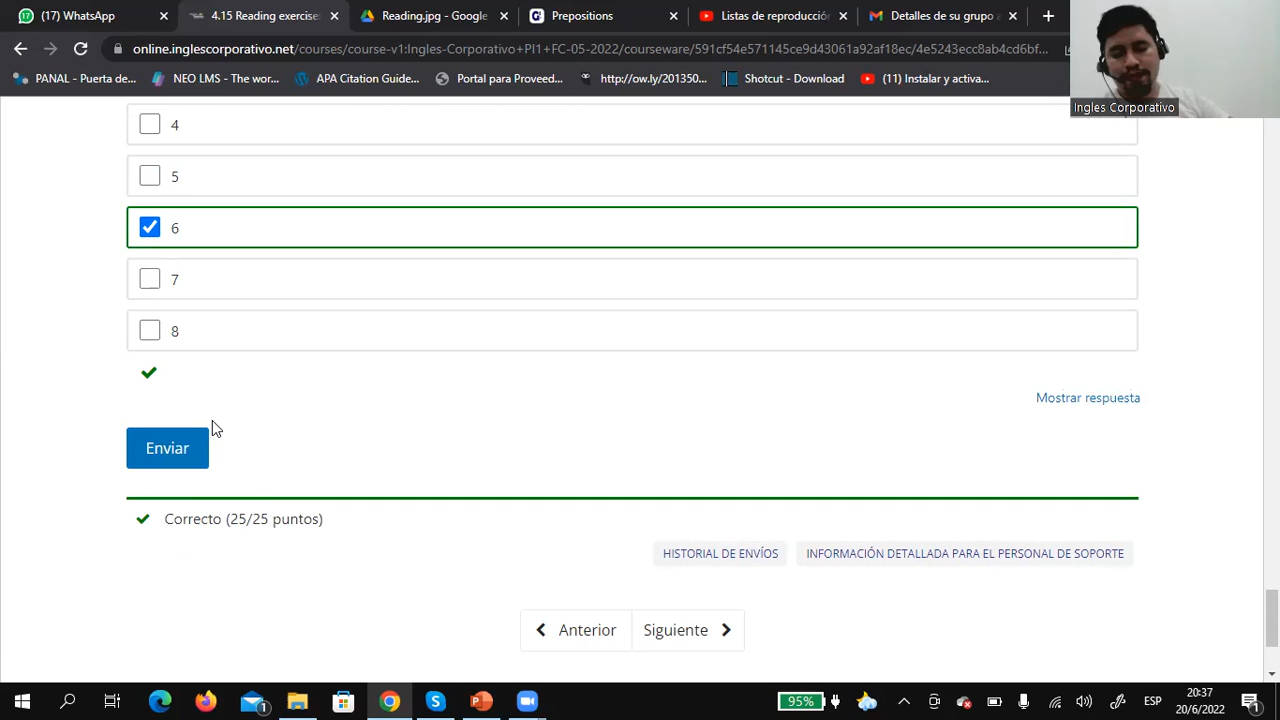 (17) WhatsApp
4.15 Reading exercise
Reading.jpg - Google
Prepositions
Listas de reproducció
Detalles de su grupo
online.inglescorporativo.net/courses/course-v1:Ingles-Corporativo+PI1+FC-05-2022/courseware/591cf54e571145ce9d43061a92af18ec/4e5243ecc8ab4cd6bf...
PANAL - Puerta de...
NEO LMS - The wor...
APA Citation Guide...
Portal para Proveed...
http://ow.ly/201350...
Shotcut - Download
(11) Instalar y activa...
Ingles Corporativo
4
5
6
7
8
Mostrar respuesta
Enviar
Correcto (25/25 puntos)
HISTORIAL DE ENVÍOS
INFORMACIÓN DETALLADA PARA EL PERSONAL DE SOPORTE
Anterior
Siguiente
95%
ESP
20:37
20/6/2022